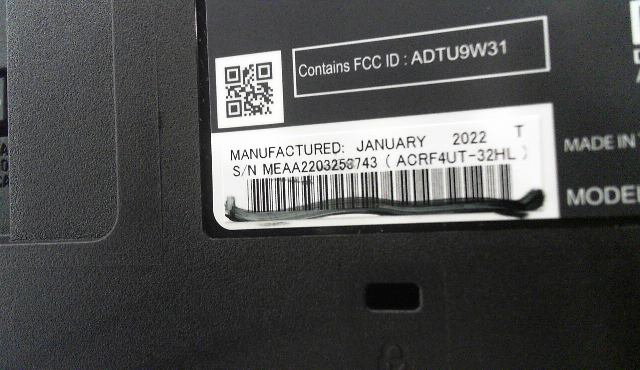 Contains FCC ID : ADTU9W31
MANUFACTURED: JANUARY 2022 T
S/N MEAA2203258743 ( ACRF4UT-32HL )
MADE IN
MODEL